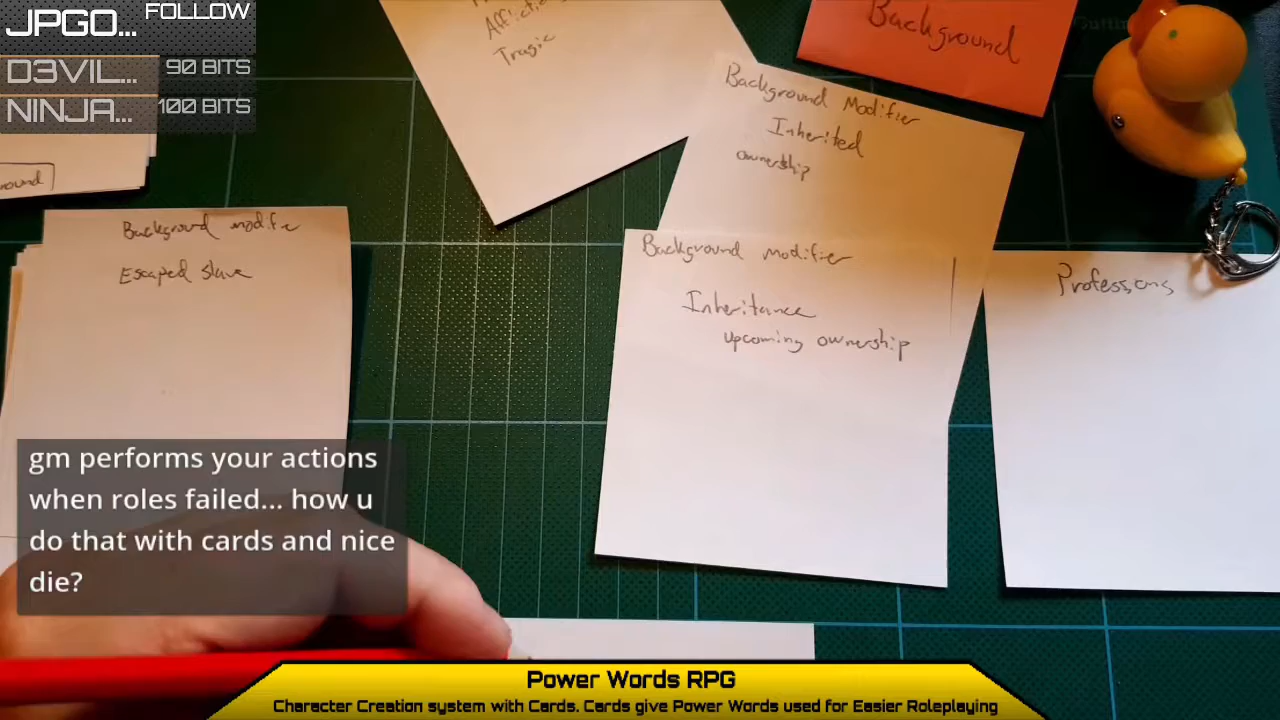 JPGO...
FOLLOW
D3VIL...
90 BITS
NINJA...
100 BITS
Tragic
Background
Background Modifier
Inherited
ownership
ound
Background modifier
Escaped slave
Background modifier
Inheritance
upcoming ownership
Professions
gm performs your actions
when roles failed... how u
do that with cards and nice
die?
Power Words RPG
Character Creation system with Cards. Cards give Power Words used for Easier Roleplaying